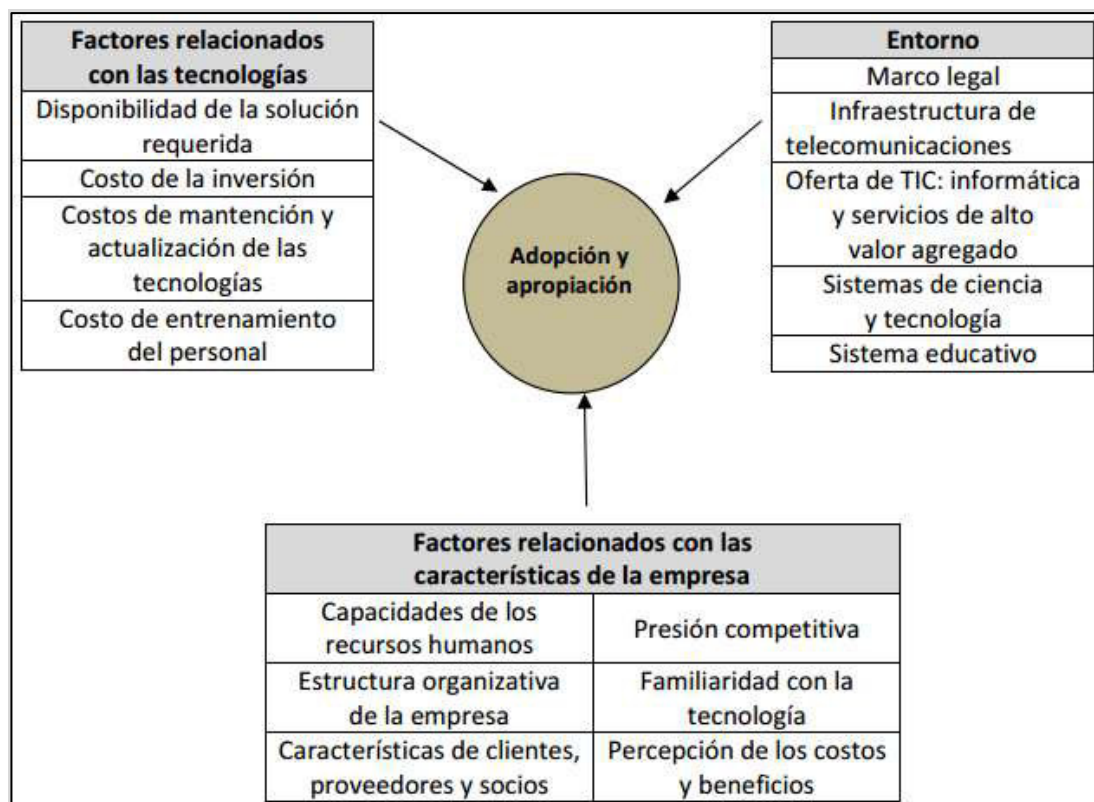 Factores relacionados
con las tecnologías
Disponibilidad de la solución
requerida
Costo de la inversión
Costos de mantención y
actualización de las
tecnologías
Costo de entrenamiento
del personal
Entorno
Marco legal
Infraestructura de
telecomunicaciones
Oferta de TIC: informática
y servicios de alto
valor agregado
Sistemas de ciencia
y tecnología
Sistema educativo
Adopción y
apropiación
Factores relacionados con las
características de la empresa
Capacidades de los
recursos humanos
Presión competitiva
Estructura organizativa
de la empresa
Familiaridad con la
tecnología
Características de clientes,
proveedores y socios
Percepción de los costos
y beneficios